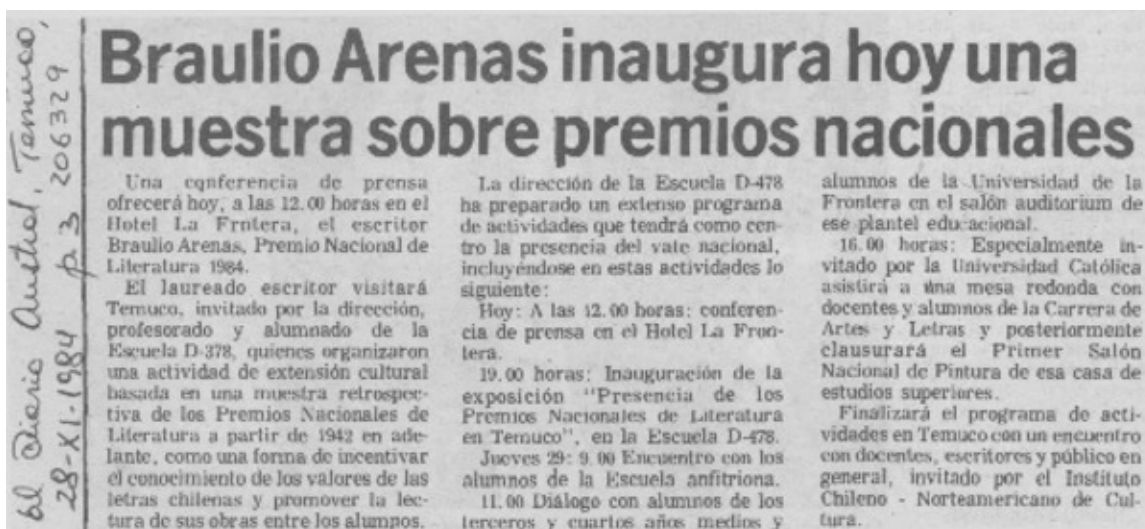 el Diario Austral, Temuco,
28-XI-1984 p. 3 206329
Braulio Arenas inaugura hoy una
muestra sobre premios nacionales
Una conferencia de prensa
ofrecerá hoy, a las 12.00 horas en el
Hotel La Frntera, el escritor
Braulio Arenas, Premio Nacional de
Literatura 1984.
El laureado escritor visitará
Temuco, invitado por la dirección,
profesorado y alumnado de la
Escuela D-378, quienes organizaron
una actividad de extensión cultural
basada en una muestra retrospec-
tiva de los Premios Nacionales de
Literatura a partir de 1942 en ade-
lante, como una forma de incentivar
el conocimiento de los valores de las
letras chilenas y promover la lec-
tura de sus obras entre los alumnos.
La dirección de la Escuela D-478
ha preparado un extenso programa
de actividades que tendrá como cen-
tro la presencia del vate nacional,
incluyéndose en estas actividades lo
siguiente:
Hoy: A las 12.00 horas: conferen-
cia de prensa en el Hotel La Fron-
tera.
19.00 horas: Inauguración de la
exposición "Presencia de los
Premios Nacionales de Literatura
en Temuco", en la Escuela D-478.
Jueves 29: 9.00 Encuentro con los
alumnos de la Escuela anfitriona.
11.00 Diálogo con alumnos de los
terceros y cuartos años medios y
alumnos de la Universidad de la
Frontera en el salón auditorium de
ese plantel educacional.
16.00 horas: Especialmente in-
vitado por la Universidad Católica
asistirá a una mesa redonda con
docentes y alumnos de la Carrera de
Artes y Letras y posteriormente
clausurará el Primer Salón
Nacional de Pintura de esa casa de
estudios superiores.
Finalizará el programa de acti-
vidades en Temuco con un encuentro
con docentes, escritores y público en
general, invitado por el Instituto
Chileno - Norteamericano de Cul-
tura.